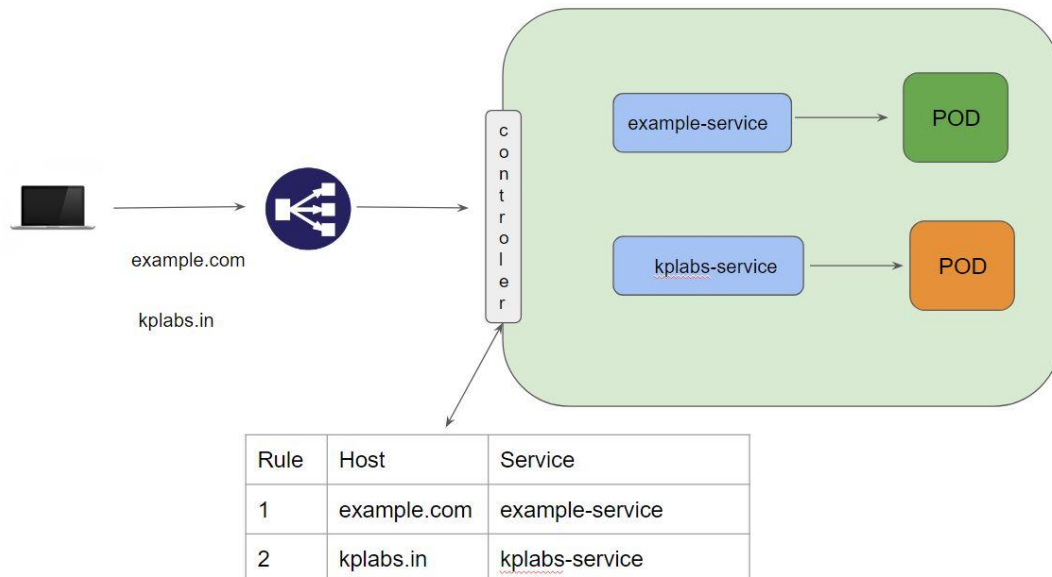 example.com
kplabs.in
controler
example-service
POD
kplabs-service
POD
Rule Host Service
1 example.com example-service
2 kplabs.in kplabs-service